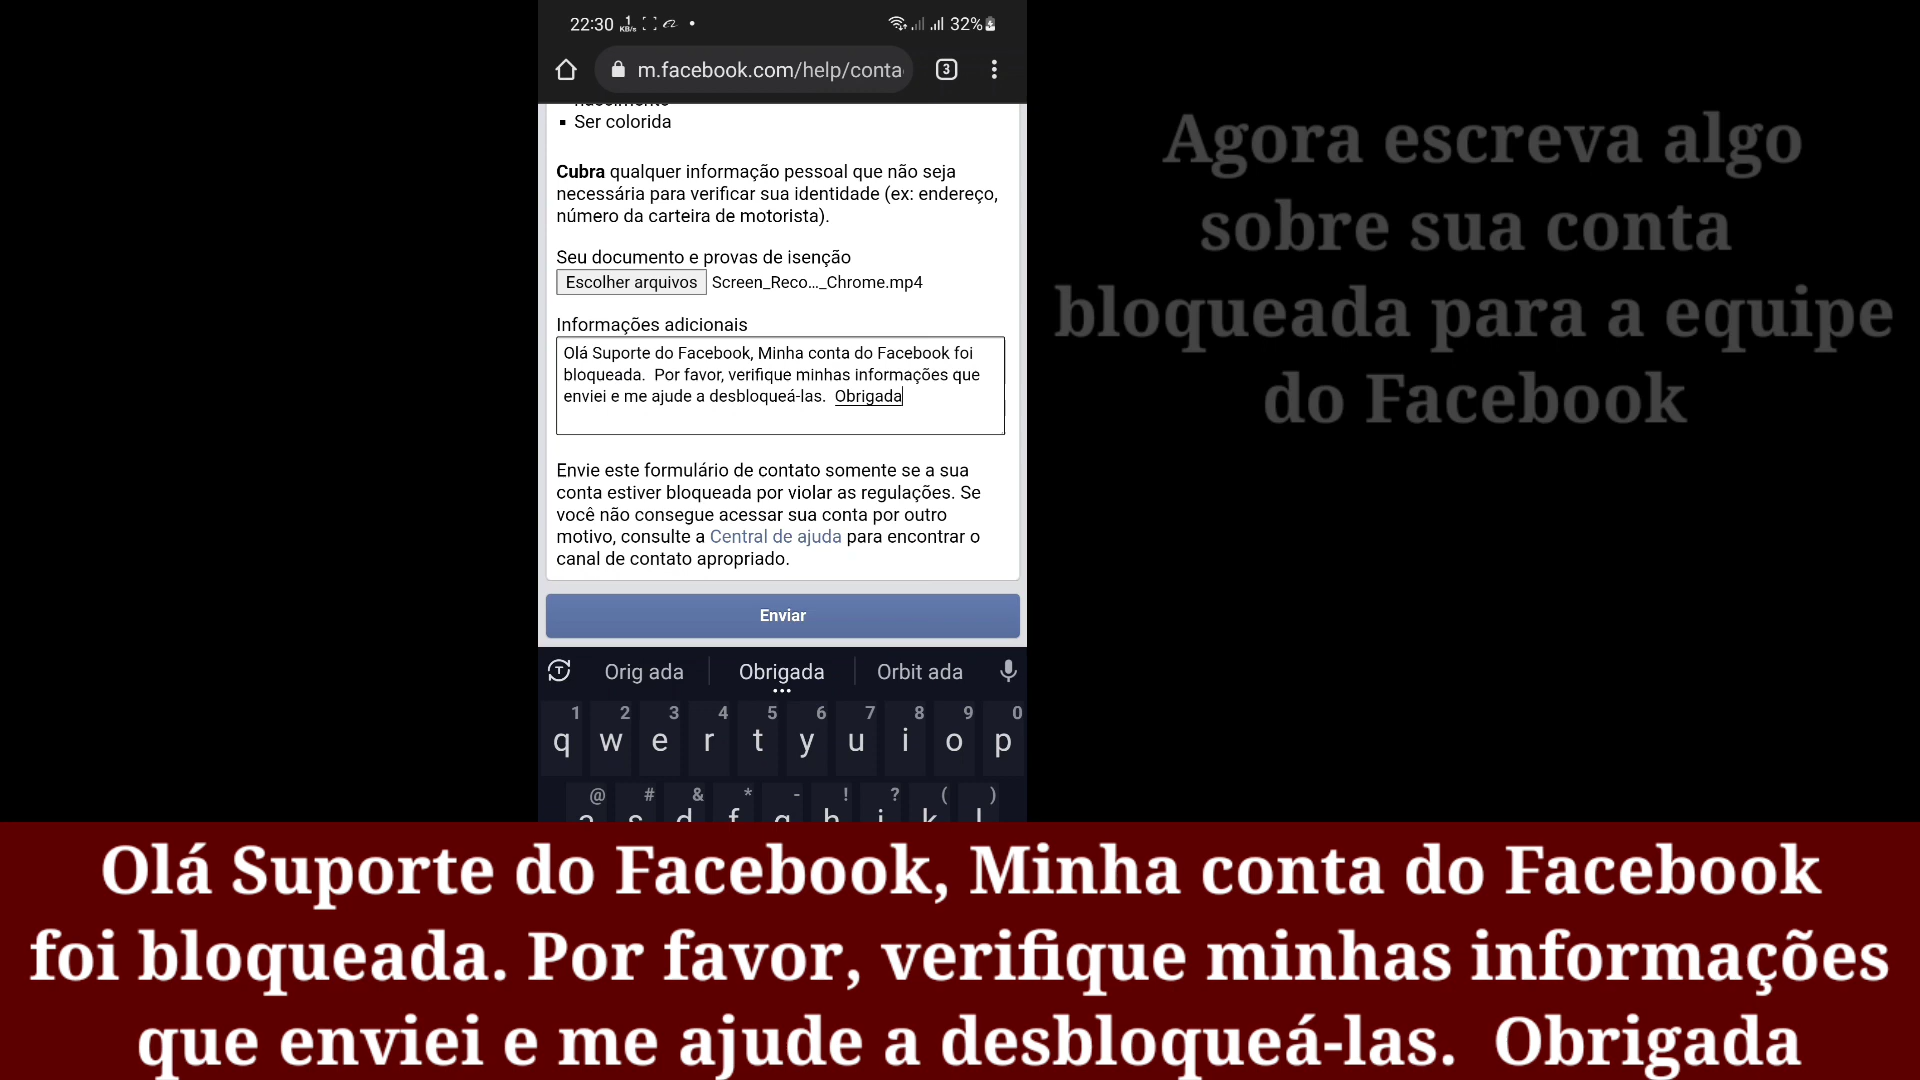 22:30 1 KB/s 32%
m.facebook.com/help/conta 3
nascimento
▪ Ser colorida
Cubra qualquer informação pessoal que não seja
necessária para verificar sua identidade (ex: endereço,
número da carteira de motorista).
Seu documento e provas de isenção
Escolher arquivos Screen_Reco..._Chrome.mp4
Informações adicionais
Olá Suporte do Facebook, Minha conta do Facebook foi
bloqueada.  Por favor, verifique minhas informações que
enviei e me ajude a desbloqueá-las.  Obrigada
Envie este formulário de contato somente se a sua
conta estiver bloqueada por violar as regulações. Se
você não consegue acessar sua conta por outro
motivo, consulte a Central de ajuda para encontrar o
canal de contato apropriado.
Enviar
Orig ada Obrigada Orbit ada
1 2 3 4 5 6 7 8 9 0
q w e r t y u i o p
@ # & * - ! ? ( )
a s d f g h j k l
Agora escreva algo
sobre sua conta
bloqueada para a equipe
do Facebook
Olá Suporte do Facebook, Minha conta do Facebook
foi bloqueada. Por favor, verifique minhas informações
que enviei e me ajude a desbloqueá-las.  Obrigada